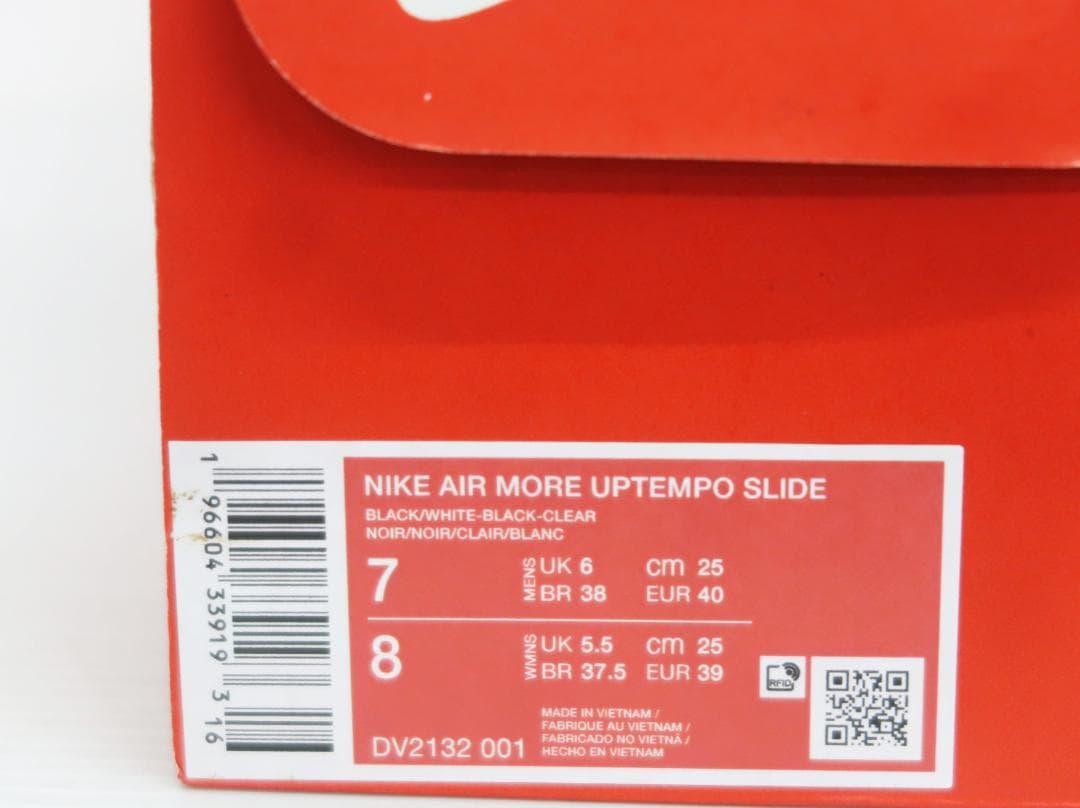 NIKE AIR MORE UPTEMPO SLIDE
BLACK/WHITE-BLACK-CLEAR
NOIR/NOIR/CLAIR/BLANC
7 MENS UK 6 cm 25
BR 38 EUR 40
8 WMNS UK 5.5 cm 25
BR 37.5 EUR 39
RFID
MADE IN VIETNAM /
FABRIQUE AU VIETNAM /
FABRICADO NO VIETNÃ /
HECHO EN VIETNAM
DV2132 001
1 96604 33919 3 16